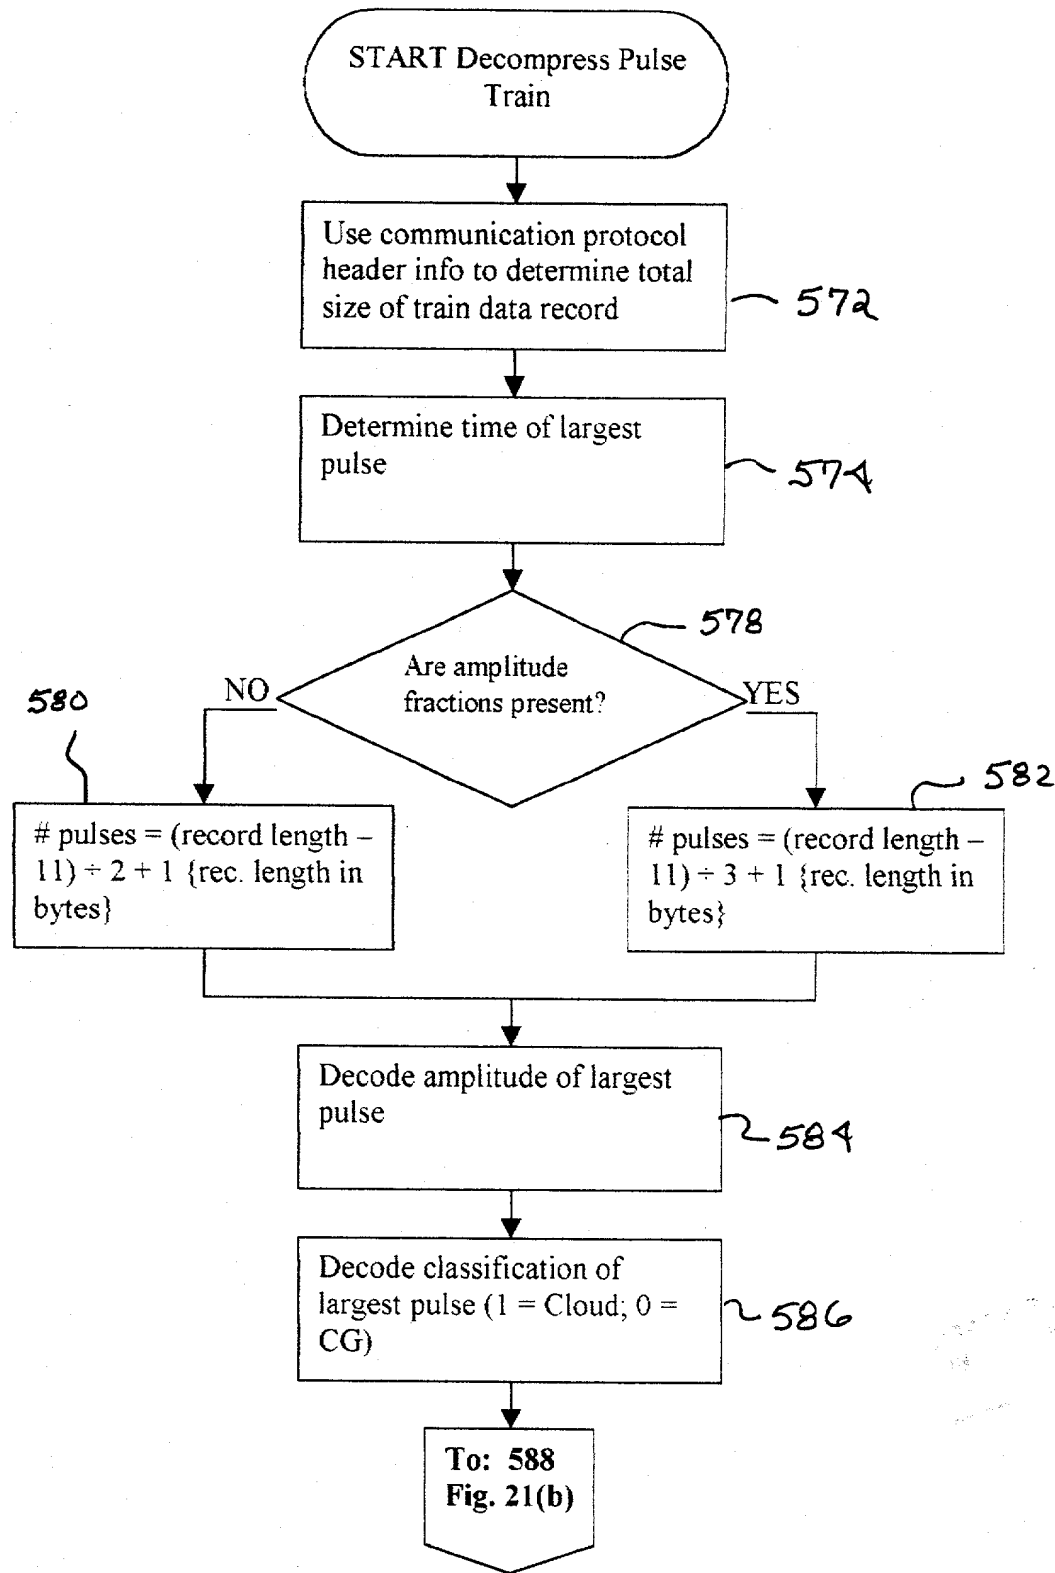 START Decompress Pulse
Train
Use communication protocol
header info to determine total
size of train data record
572
Determine time of largest
pulse
574
578
Are amplitude
fractions present?
NO
YES
580
582
# pulses = (record length –
11) ÷ 2 + 1 {rec. length in
bytes}
# pulses = (record length –
11) ÷ 3 + 1 {rec. length in
bytes}
Decode amplitude of largest
pulse
584
Decode classification of
largest pulse (1 = Cloud; 0 =
CG)
586
To: 588
Fig. 21(b)